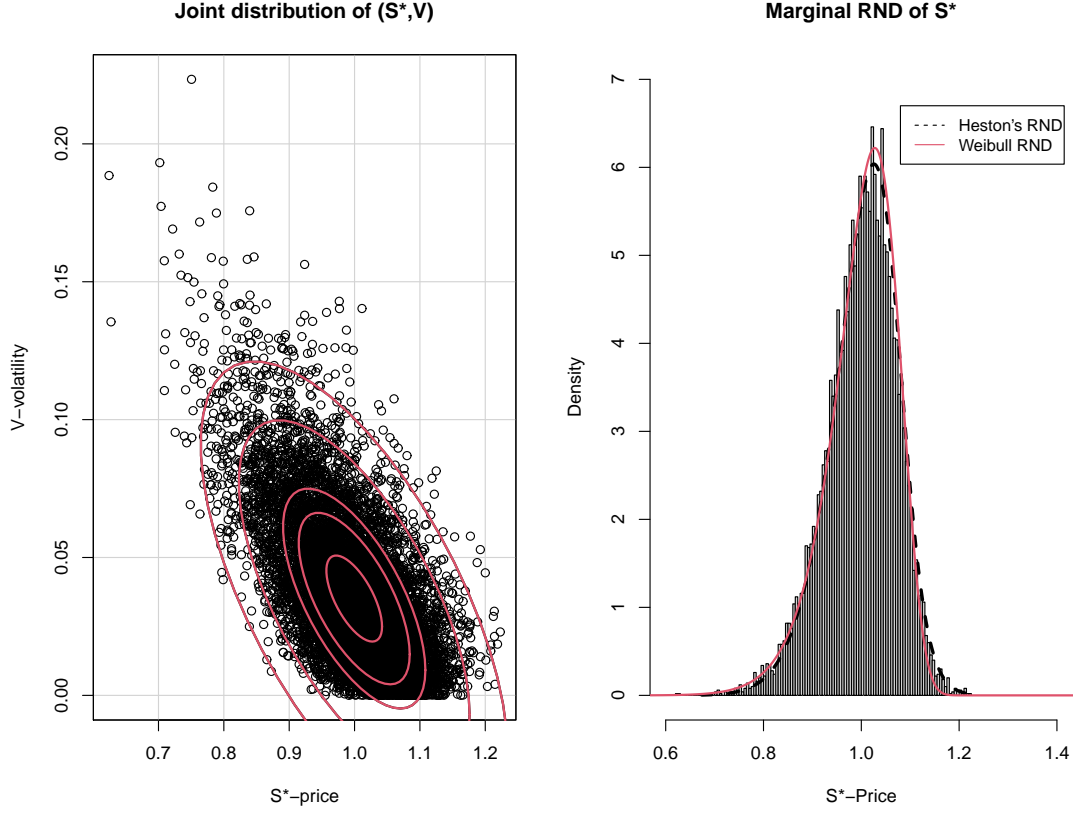 Joint distribution of (S*,V)
V−volatility
0.20
0.15
0.10
0.05
0.00
0.7 0.8 0.9 1.0 1.1 1.2
S*−price
Marginal RND of S*
Density
7
6
5
4
3
2
1
0
Heston's RND
Weibull RND
0.6 0.8 1.0 1.2 1.4
S*−Price